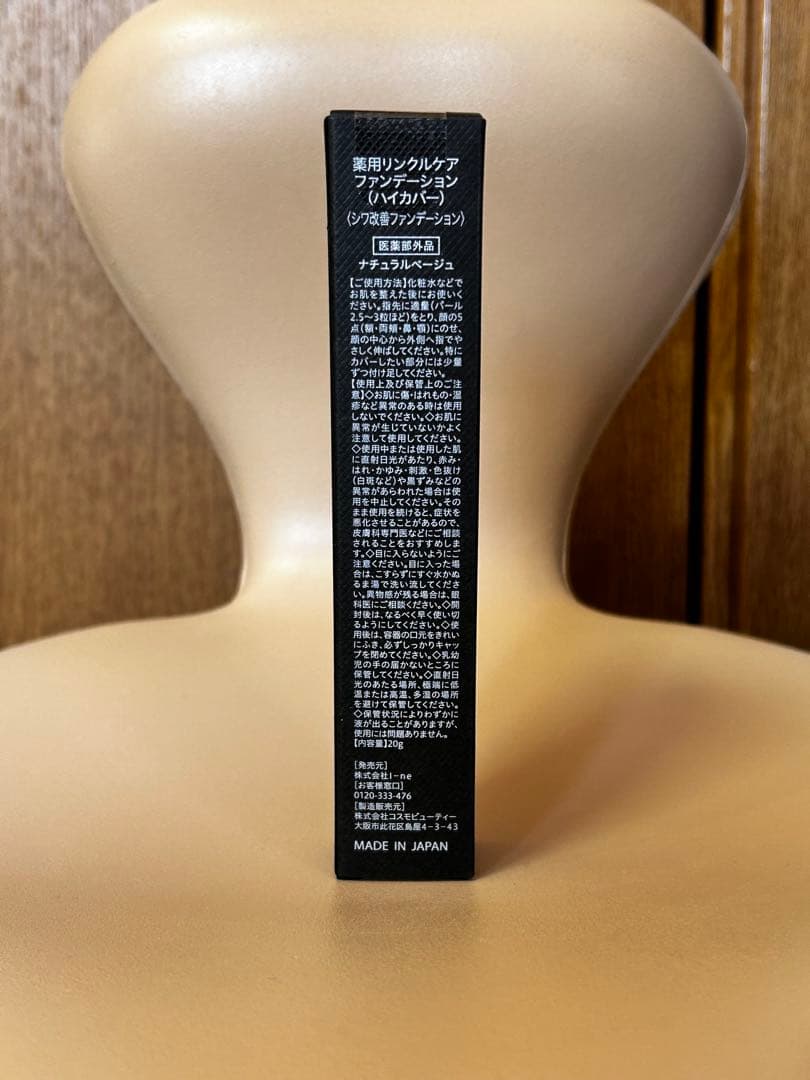 薬用リンクルケア
ファンデーション
(ハイカバー)
(シワ改善ファンデーション)
医薬部外品
ナチュラルベージュ
【ご使用方法】化粧水などで
お肌を整えた後にお使いく
ださい。指先に適量(パール
2.5〜3粒ほど)をとり、顔の5
点(額・両頬・鼻・顎)にのせ、
顔の中心から外側へ指でや
さしく伸ばしてください。特に
カバーしたい部分には少量
ずつ付け足してください。
【使用上及び保管上のご注
意】◇お肌に傷・はれもの・湿
疹など異常のある時は使用
しないでください。◇お肌に
異常が生じていないかよく
注意して使用してください。
◇使用中または使用した肌
に直射日光があたり、赤み・
はれ・かゆみ・刺激・色抜け
(白斑など)や黒ずみなどの
異常があらわれた場合は使
用を中止してください。その
まま使用を続けると、症状を
悪化させることがあるので、
皮膚科専門医などにご相談
されることをおすすめしま
す。◇目に入らないようにご
注意ください。目に入った場
合は、こすらずにすぐ水かぬ
るま湯で洗い流してくださ
い。異物感が残る場合は、眼
科医にご相談ください。◇開
封後は、なるべく早く使い切
るようにしてください。◇使
用後は、容器の口元をきれい
にふき、必ずしっかりキャッ
プを閉めてください。◇乳幼
児の手の届かないところに
保管してください。◇直射日
光のあたる場所、極端に低
温または高温、多湿の場所
を避けて保管してください。
◇保管状況によりわずかに
液が出ることがありますが、
使用には問題ありません。
【内容量】20g
[発売元]
株式会社I-ne
[お客様窓口]
0120-333-476
[製造販売元]
株式会社コスモビューティー
大阪市此花区島屋4-3-43
MADE IN JAPAN